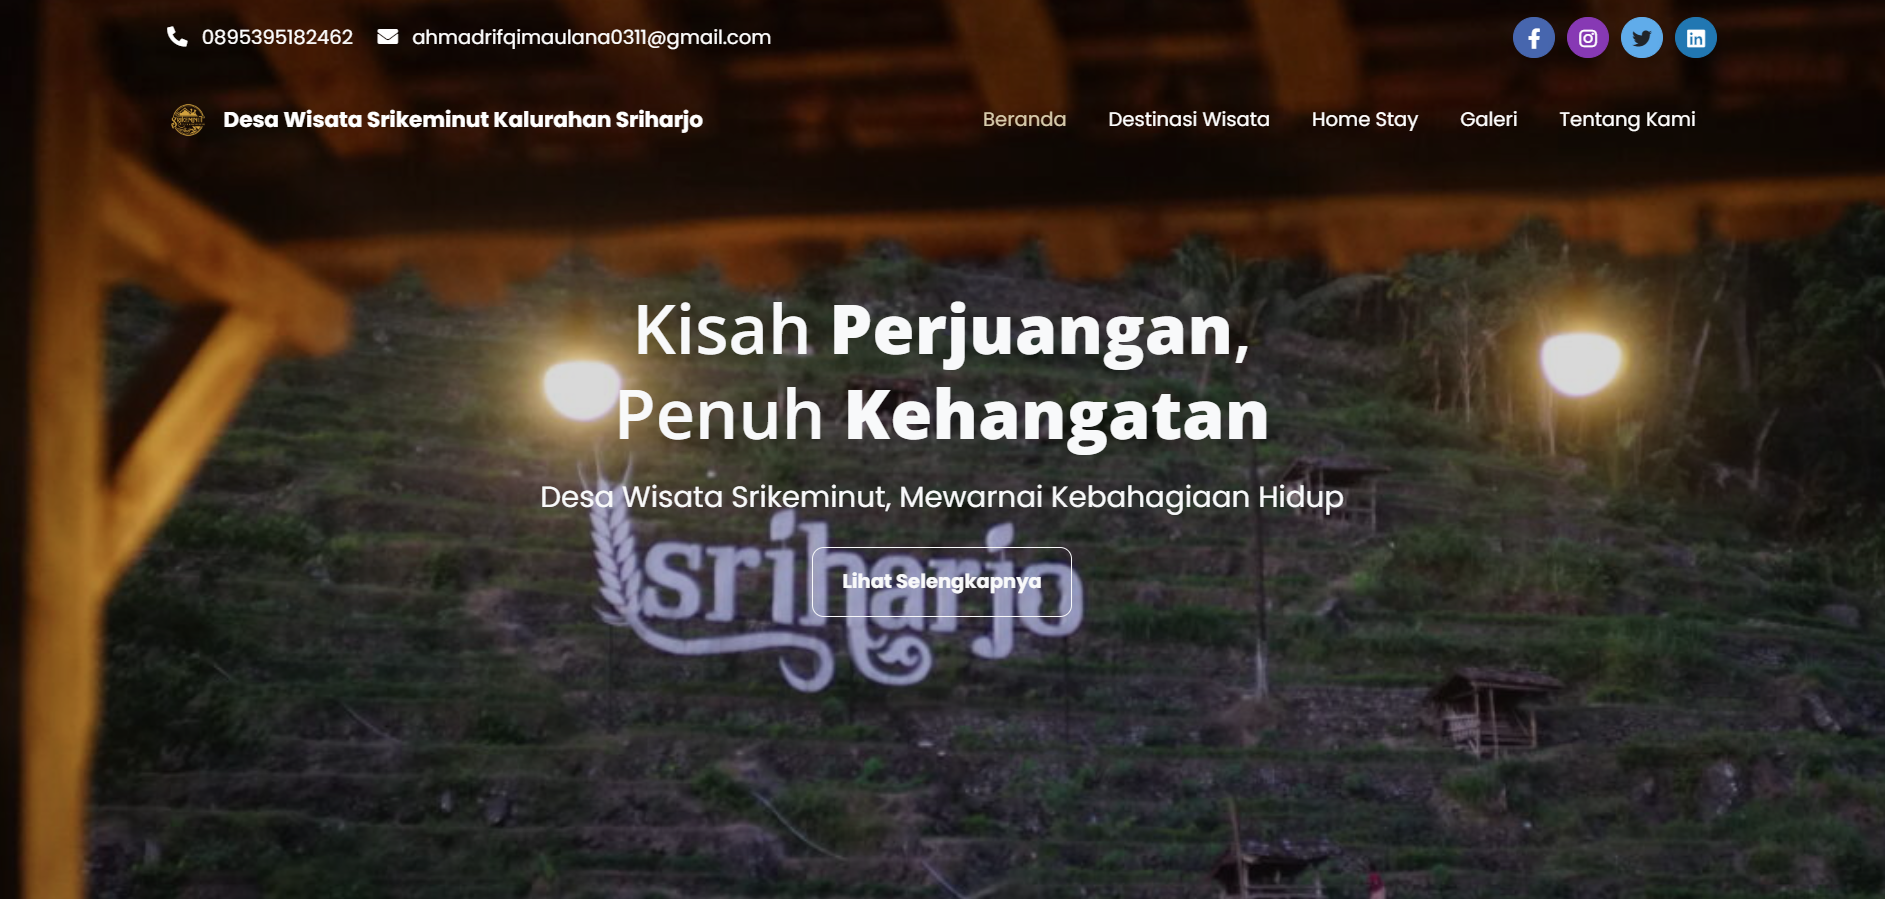 0895395182462 ahmadrifqimaulana0311@gmail.com
Desa Wisata Srikeminut Kalurahan Sriharjo
Beranda Destinasi Wisata Home Stay Galeri Tentang Kami
Kisah Perjuangan,
Penuh Kehangatan
Desa Wisata Srikeminut, Mewarnai Kebahagiaan Hidup
sriharjo
Lihat Selengkapnya